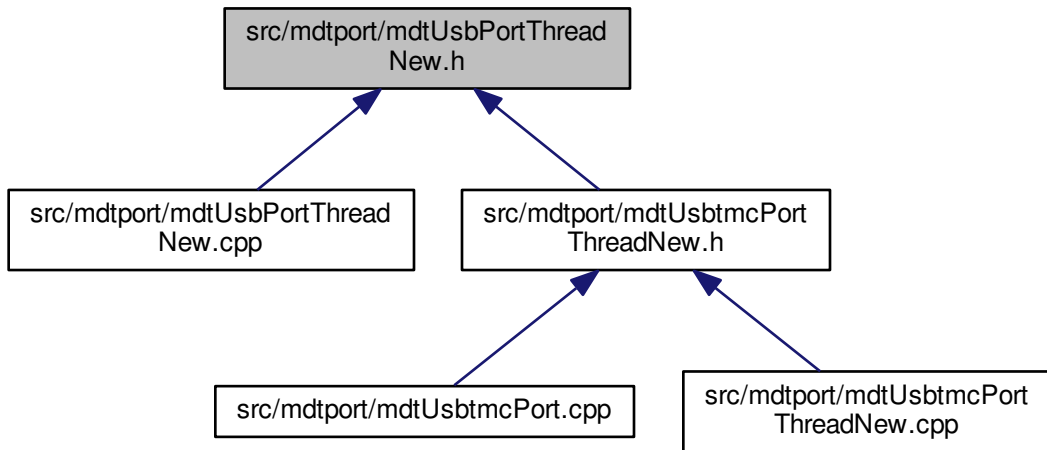 src/mdtport/mdtUsbPortThread
New.h
src/mdtport/mdtUsbPortThread
New.cpp
src/mdtport/mdtUsbtmcPort
ThreadNew.h
src/mdtport/mdtUsbtmcPort.cpp
src/mdtport/mdtUsbtmcPort
ThreadNew.cpp